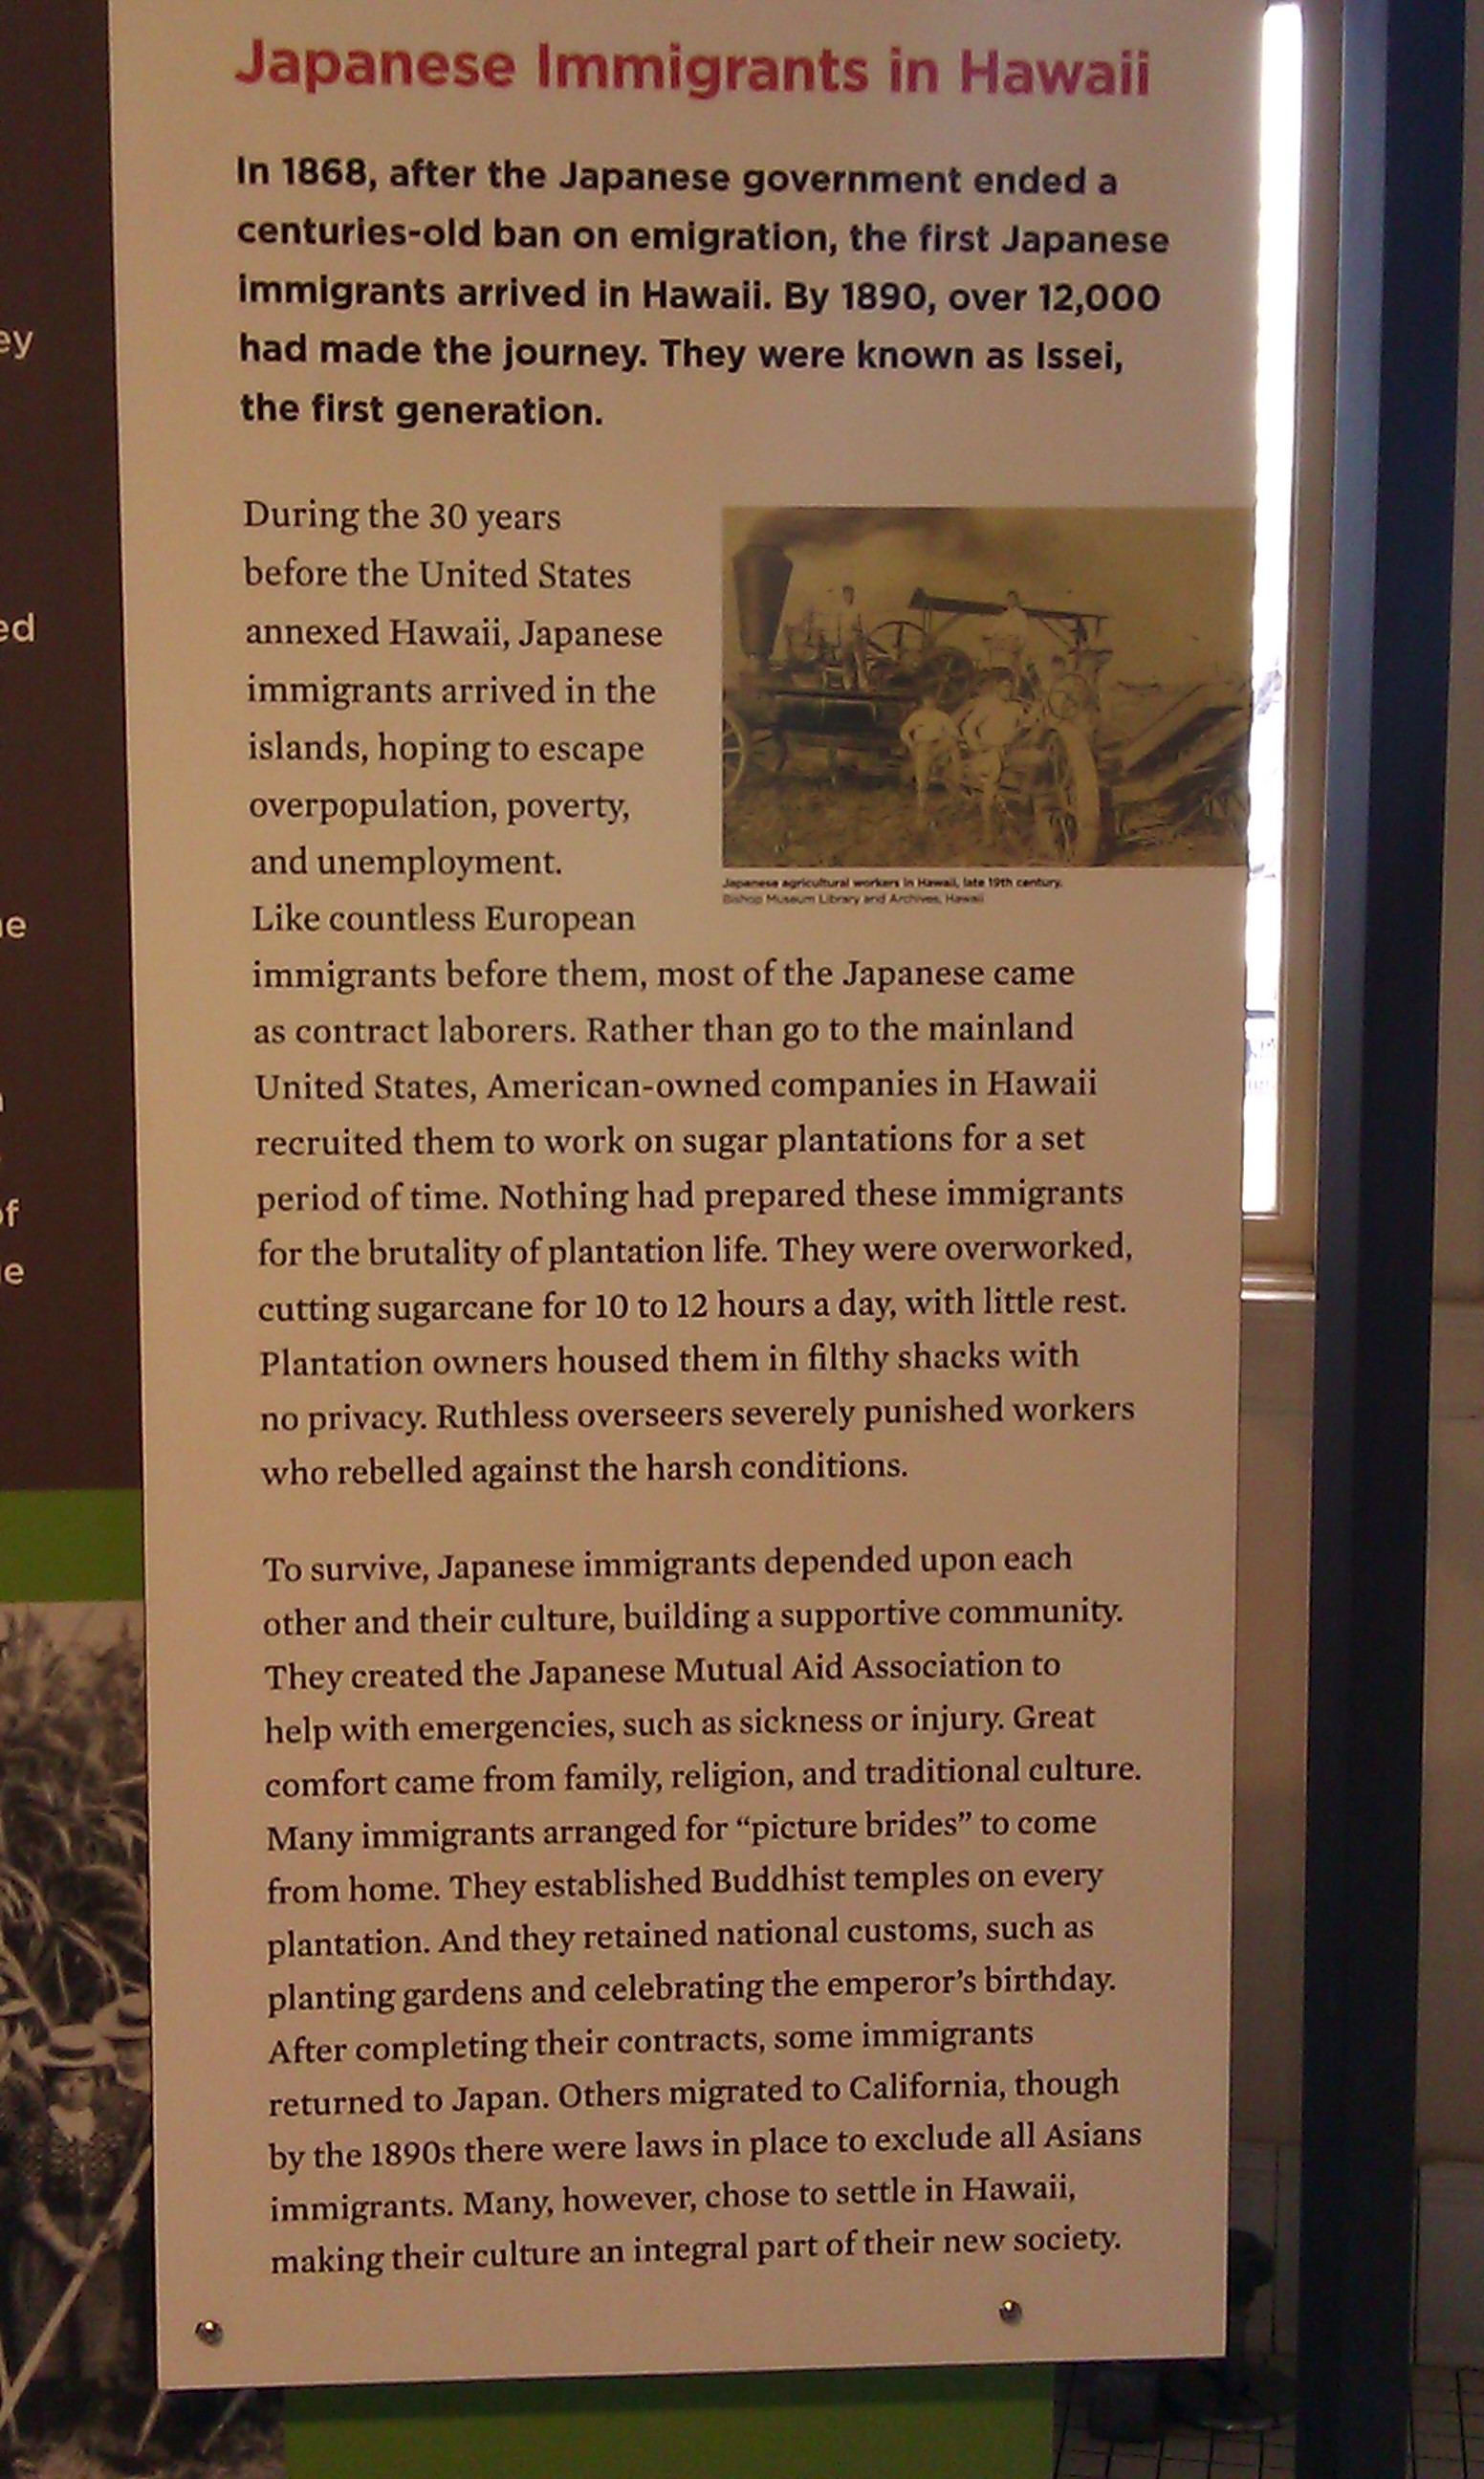 Japanese Immigrants in Hawaii
In 1868, after the Japanese government ended a
centuries-old ban on emigration, the first Japanese
immigrants arrived in Hawaii. By 1890, over 12,000
had made the journey. They were known as Issei,
the first generation.
During the 30 years
before the United States
annexed Hawaii, Japanese
immigrants arrived in the
islands, hoping to escape
overpopulation, poverty,
and unemployment.
Like countless European
immigrants before them, most of the Japanese came
as contract laborers. Rather than go to the mainland
United States, American-owned companies in Hawaii
recruited them to work on sugar plantations for a set
period of time. Nothing had prepared these immigrants
for the brutality of plantation life. They were overworked,
cutting sugarcane for 10 to 12 hours a day, with little rest.
Plantation owners housed them in filthy shacks with
no privacy. Ruthless overseers severely punished workers
who rebelled against the harsh conditions.
Japanese agricultural workers in Hawaii, late 19th century.
Bishop Museum Library and Archives, Hawaii
To survive, Japanese immigrants depended upon each
other and their culture, building a supportive community.
They created the Japanese Mutual Aid Association to
help with emergencies, such as sickness or injury. Great
comfort came from family, religion, and traditional culture.
Many immigrants arranged for “picture brides” to come
from home. They established Buddhist temples on every
plantation. And they retained national customs, such as
planting gardens and celebrating the emperor’s birthday.
After completing their contracts, some immigrants
returned to Japan. Others migrated to California, though
by the 1890s there were laws in place to exclude all Asians
immigrants. Many, however, chose to settle in Hawaii,
making their culture an integral part of their new society.